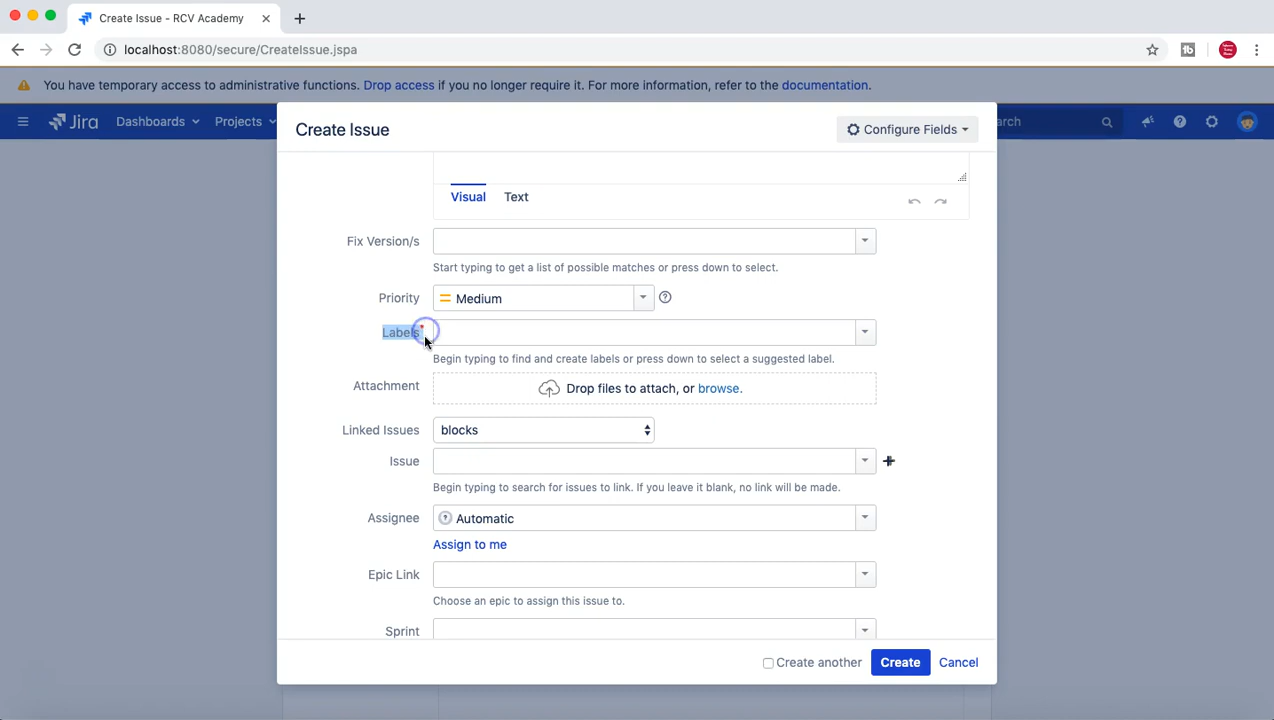 Create Issue - RCV Academy
localhost:8080/secure/CreateIssue.jspa
You have temporary access to administrative functions. Drop access if you no longer require it. For more information, refer to the documentation.
Jira Dashboards Projects arch
Create Issue Configure Fields
Visual Text
Fix Version/s
Start typing to get a list of possible matches or press down to select.
Priority Medium
Labels*
Begin typing to find and create labels or press down to select a suggested label.
Attachment Drop files to attach, or browse.
Linked Issues blocks
Issue
Begin typing to search for issues to link. If you leave it blank, no link will be made.
Assignee Automatic
Assign to me
Epic Link
Choose an epic to assign this issue to.
Sprint
Create another Create Cancel